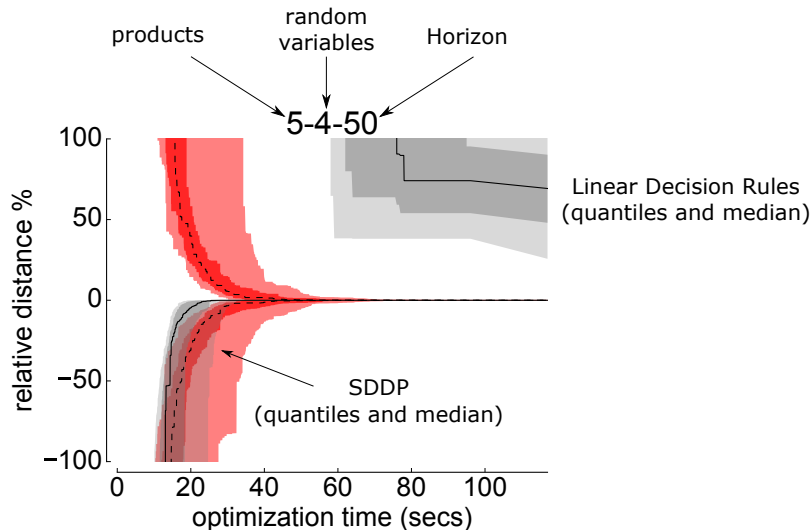 random
variables
products
Horizon
5-4-50
100
50
0
−50
−100
relative distance %
Linear Decision Rules
(quantiles and median)
SDDP
(quantiles and median)
0 20 40 60 80 100
optimization time (secs)